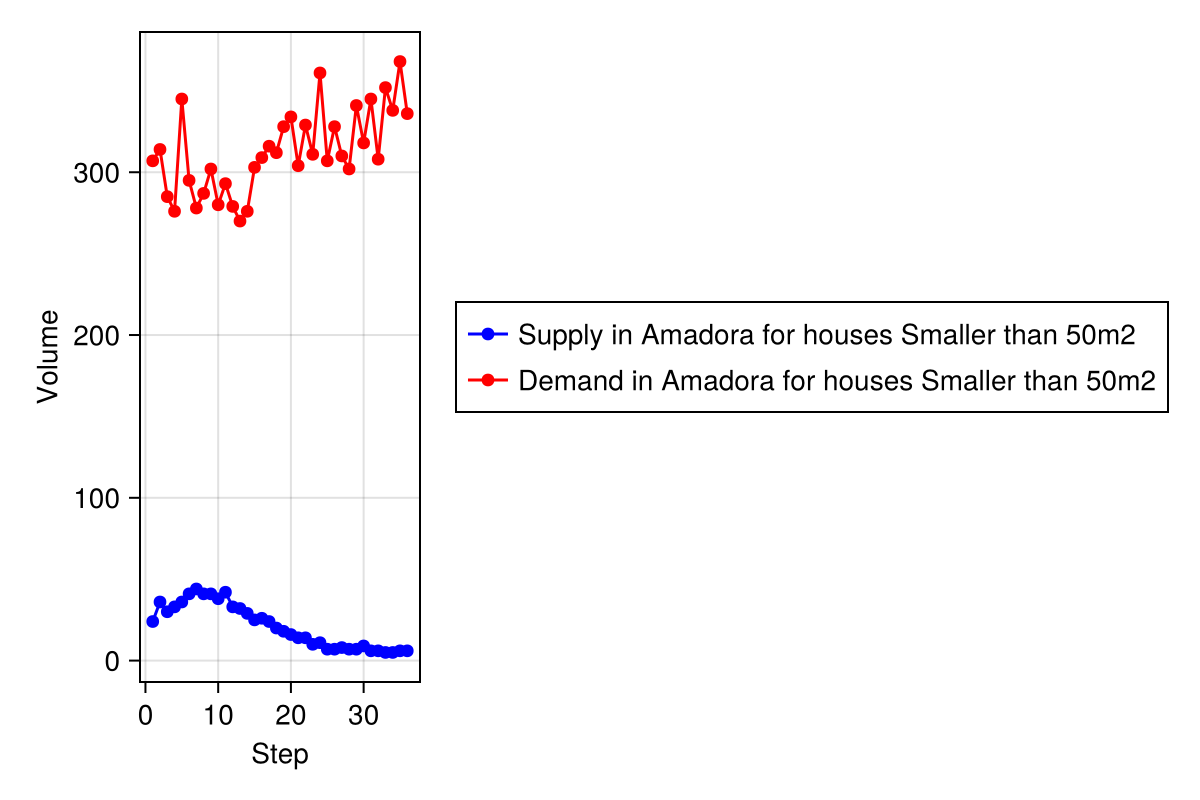 Volume
300
200
100
0
0 10 20 30
Step
Supply in Amadora for houses Smaller than 50m2
Demand in Amadora for houses Smaller than 50m2